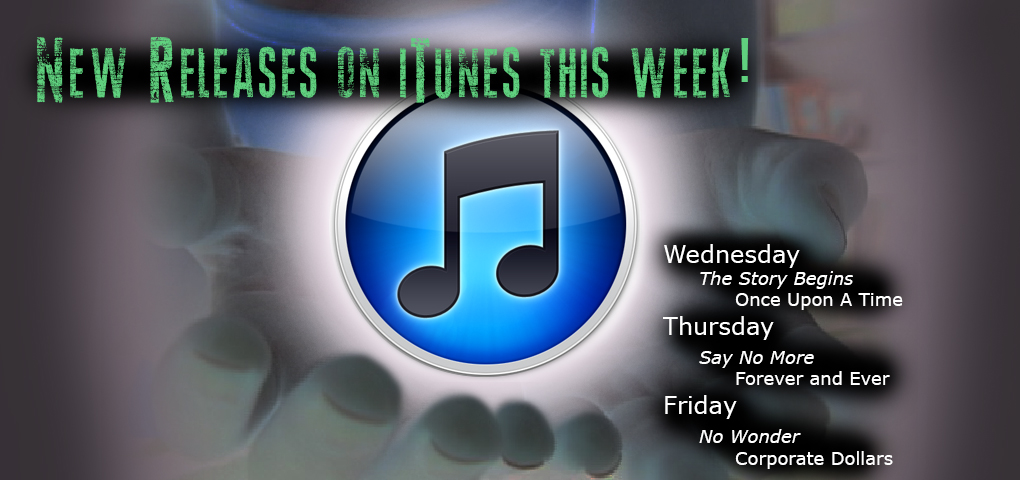 New Releases on iTunes this week!
Wednesday
The Story Begins
Once Upon A Time
Thursday
Say No More
Forever and Ever
Friday
No Wonder
Corporate Dollars